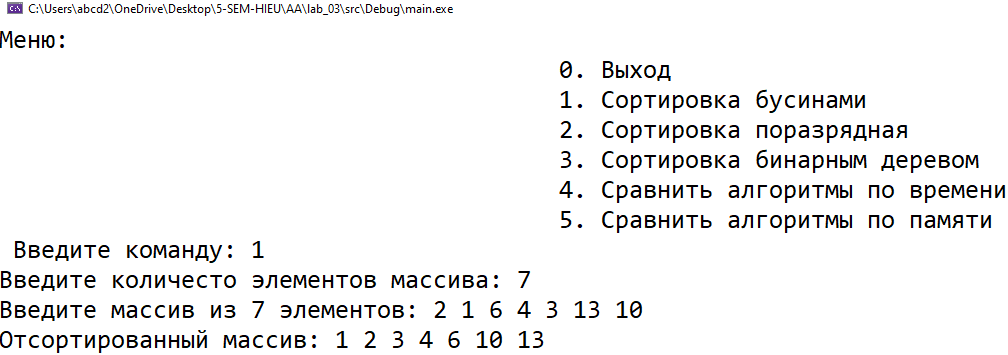 C:\Users\abcd2\OneDrive\Desktop\5-SEM-HIEU\AA\lab_03\src\Debug\main.exe
Меню:
0. Выход
1. Сортировка бусинами
2. Сортировка поразрядная
3. Сортировка бинарным деревом
4. Сравнить алгоритмы по времени
5. Сравнить алгоритмы по памяти
Введите команду: 1
Введите количесто элементов массива: 7
Введите массив из 7 элементов: 2 1 6 4 3 13 10
Отсортированный массив: 1 2 3 4 6 10 13